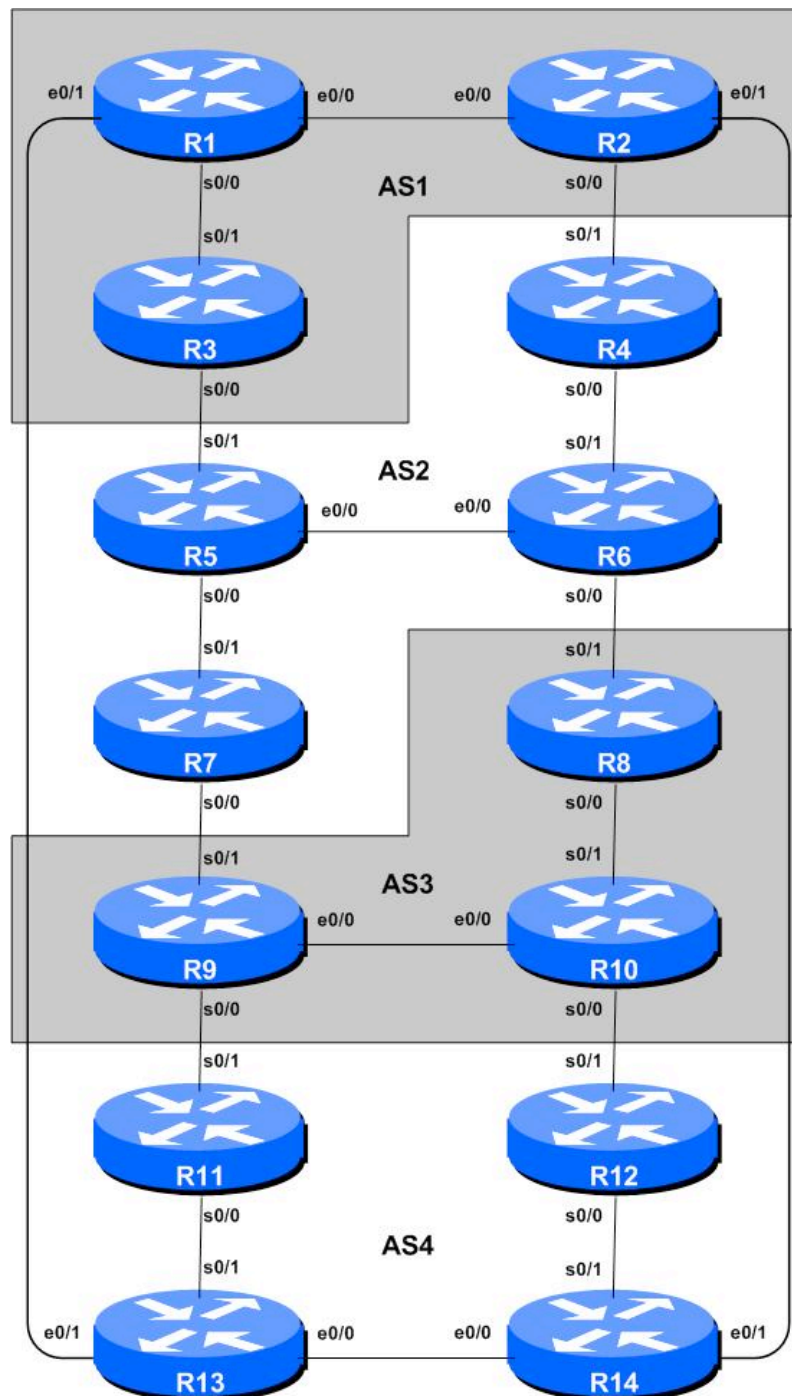 e0/1 e0/0 e0/0 e0/1
R1 R2
s0/0 AS1 s0/0
s0/1 s0/1
R3 R4
s0/0 s0/0
s0/1 AS2 s0/1
e0/0 e0/0
R5 R6
s0/0 s0/0
s0/1 s0/1
R7 R8
s0/0 s0/0
s0/1 AS3 s0/1
e0/0 e0/0
R9 R10
s0/0 s0/0
s0/1 s0/1
R11 R12
s0/0 s0/0
AS4
s0/1 s0/1
e0/1 e0/0 e0/0 e0/1
R13 R14